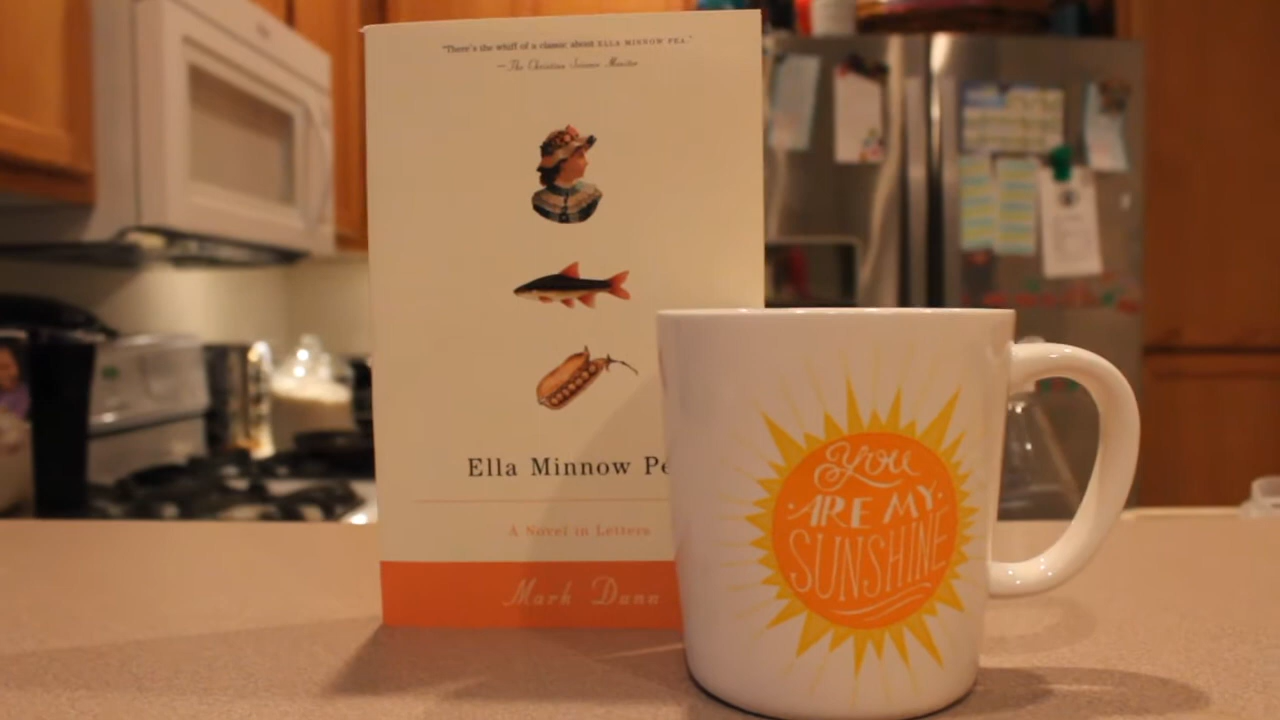 "There's the whiff of a classic about ELLA MINNOW PEA."
—The Christian Science Monitor
Ella Minnow Pe
A Novel in Letters
Mark Dunn
You
ARE MY
SUNSHINE